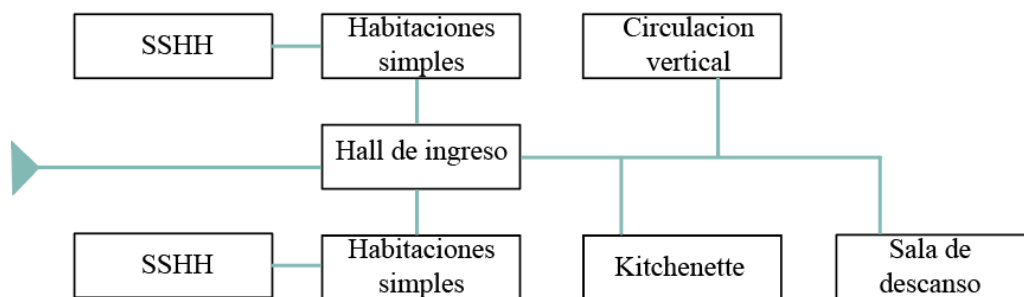 SSHH
Habitaciones
simples
Circulacion
vertical
Hall de ingreso
SSHH
Habitaciones
simples
Kitchenette
Sala de
descanso